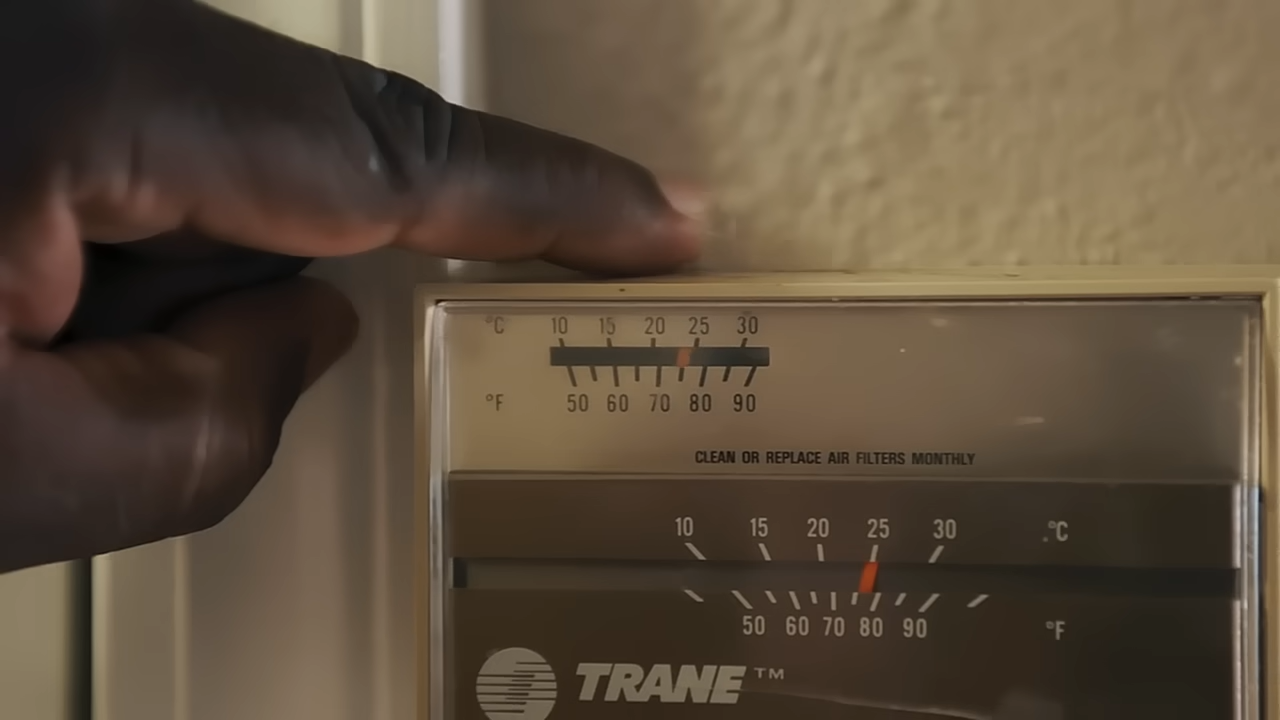 °C 10 15 20 25 30
°F 50 60 70 80 90
CLEAN OR REPLACE AIR FILTERS MONTHLY
10 15 20 25 30 °C
50 60 70 80 90 °F
TRANE™